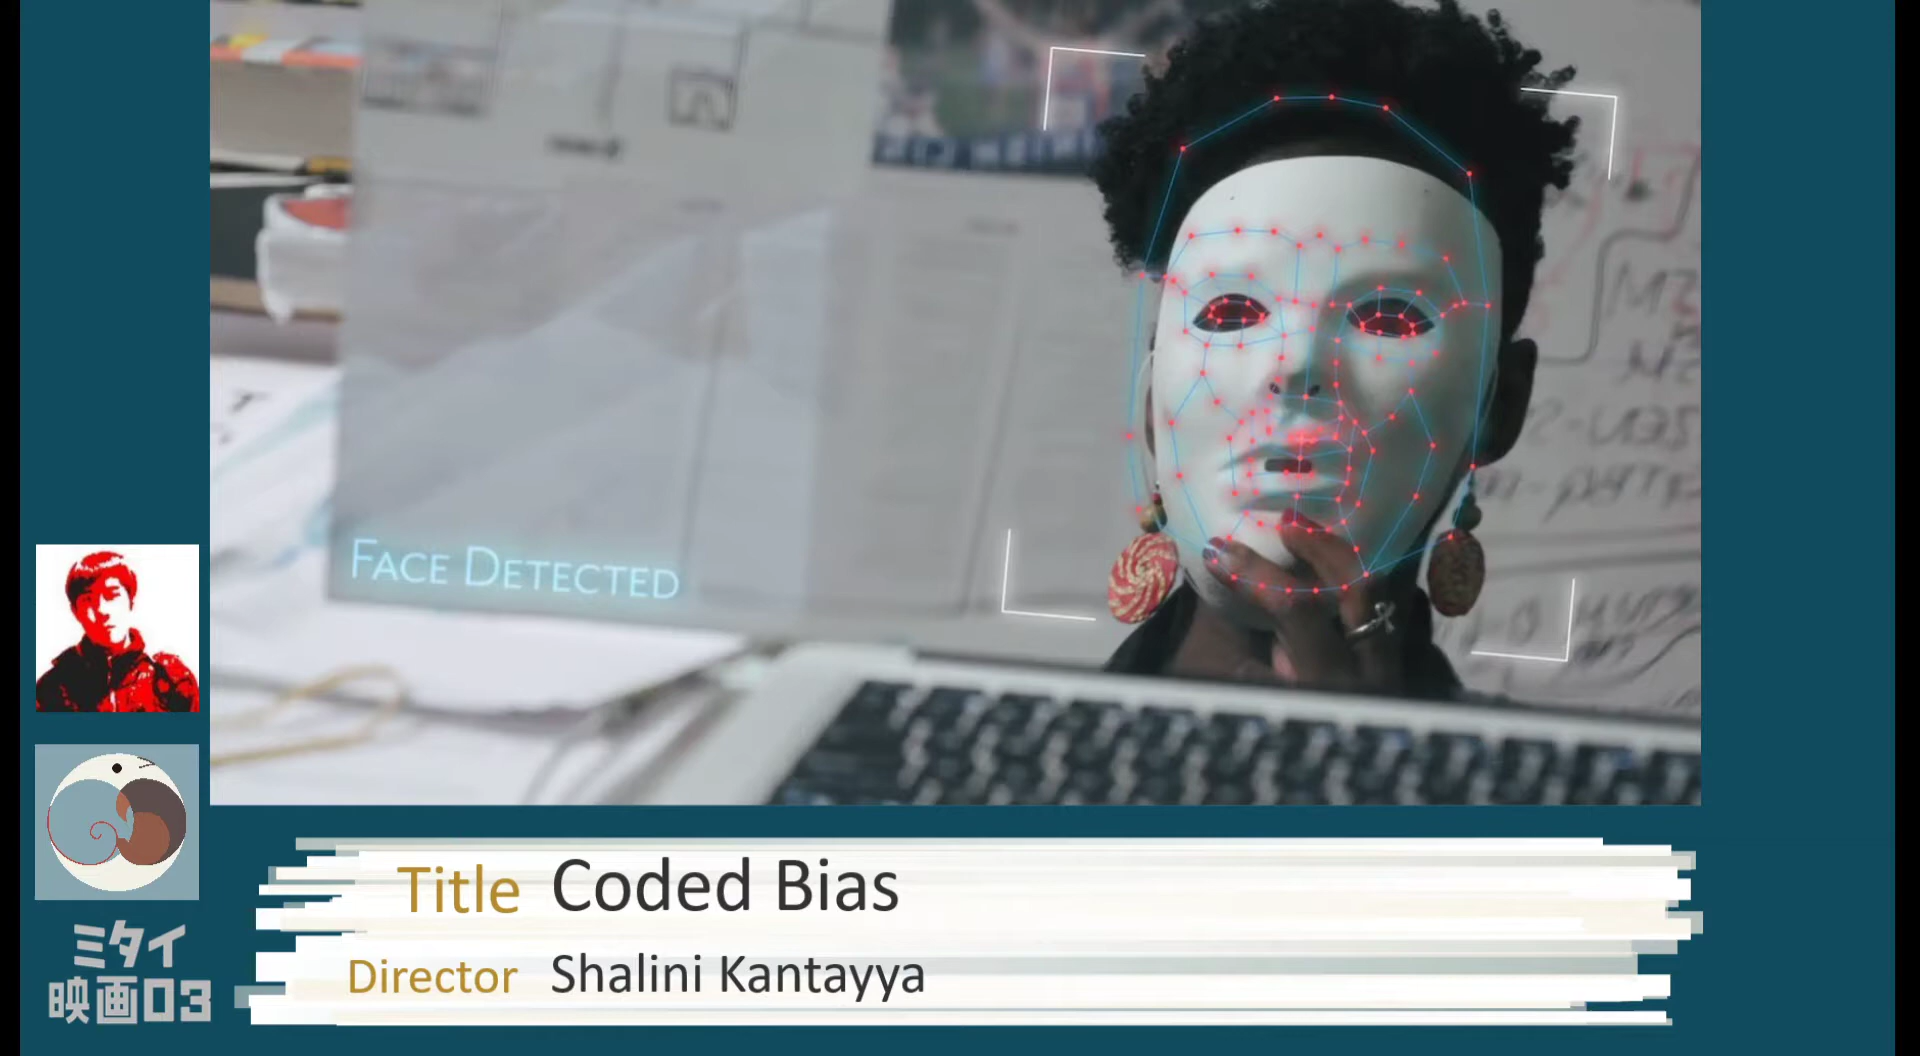 FACE DETECTED
Title Coded Bias
Director Shalini Kantayya
ミタイ
映画03